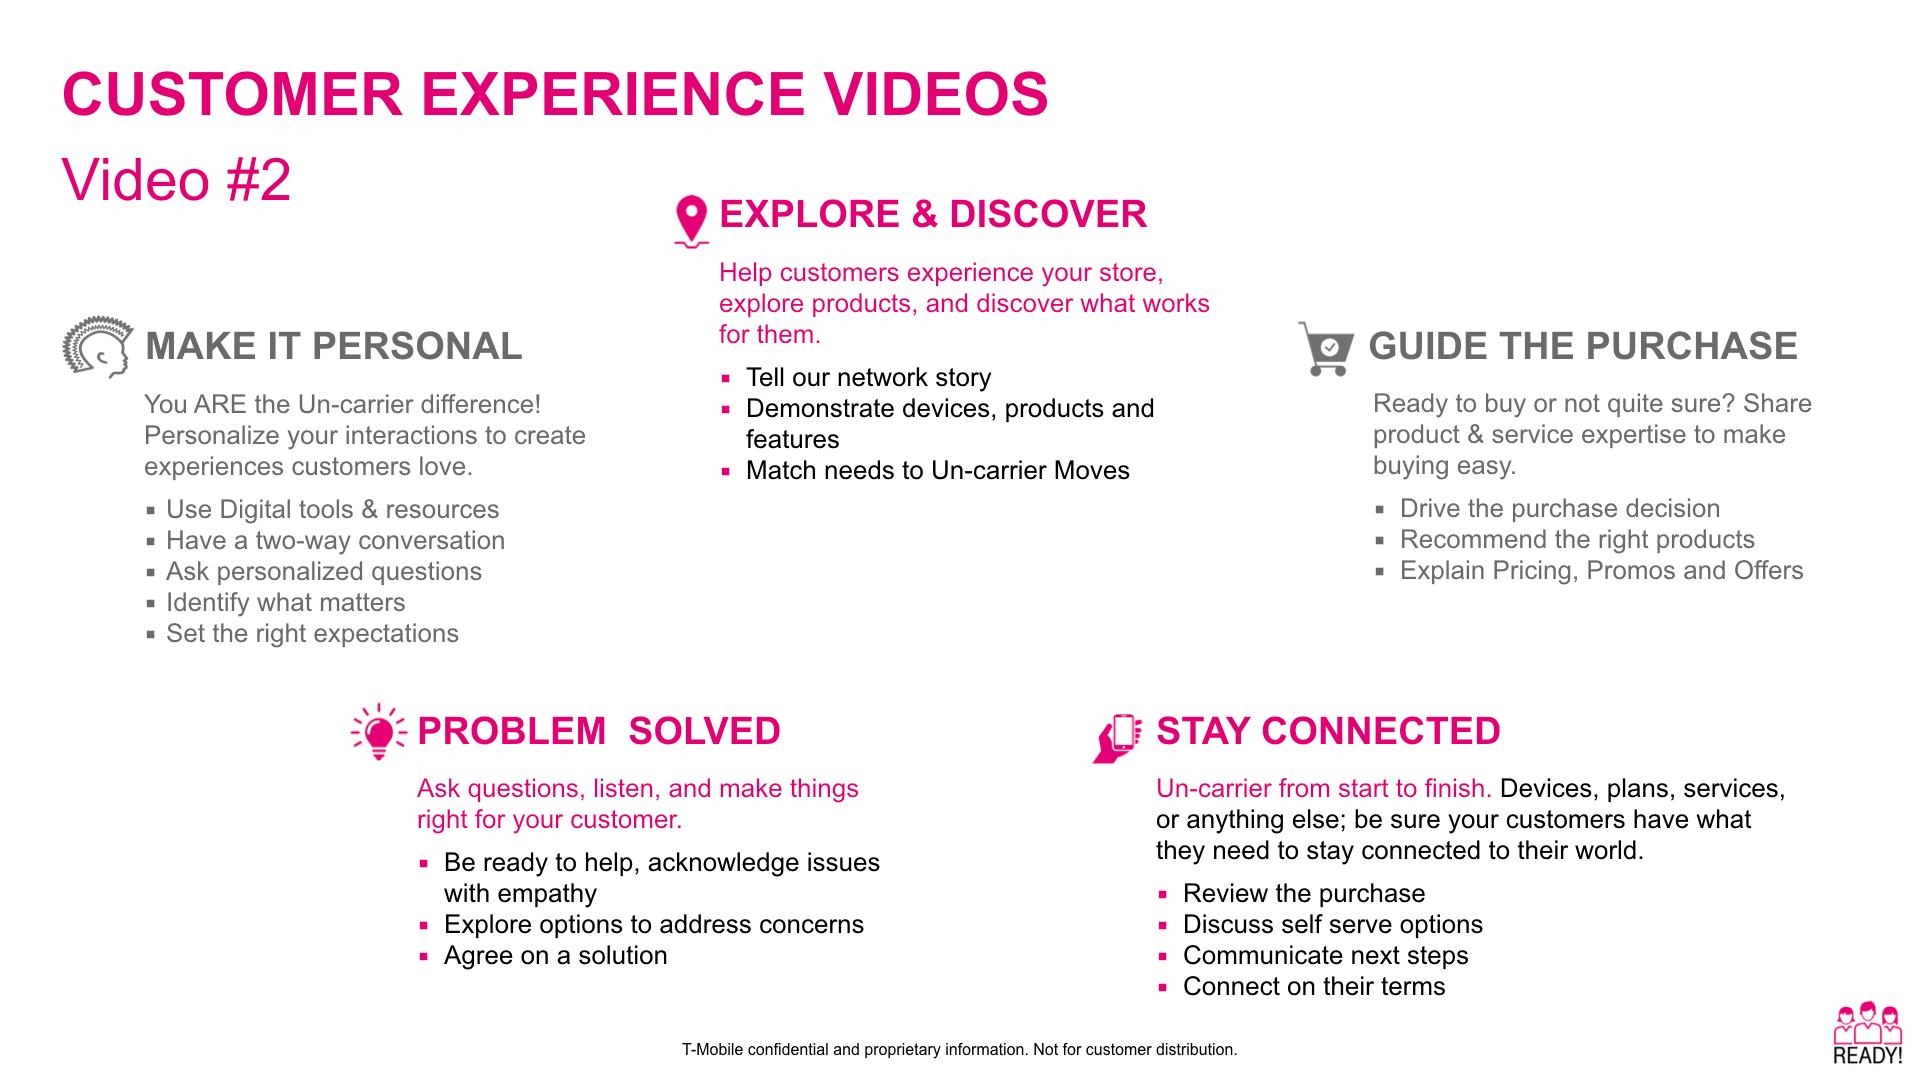 CUSTOMER EXPERIENCE VIDEOS
Video #2
EXPLORE & DISCOVER
Help customers experience your store,
explore products, and discover what works
for them.
▪ Tell our network story
▪ Demonstrate devices, products and
features
▪ Match needs to Un-carrier Moves
MAKE IT PERSONAL
You ARE the Un-carrier difference!
Personalize your interactions to create
experiences customers love.
▪ Use Digital tools & resources
▪ Have a two-way conversation
▪ Ask personalized questions
▪ Identify what matters
▪ Set the right expectations
GUIDE THE PURCHASE
Ready to buy or not quite sure? Share
product & service expertise to make
buying easy.
▪ Drive the purchase decision
▪ Recommend the right products
▪ Explain Pricing, Promos and Offers
PROBLEM  SOLVED
Ask questions, listen, and make things
right for your customer.
▪ Be ready to help, acknowledge issues
with empathy
▪ Explore options to address concerns
▪ Agree on a solution
STAY CONNECTED
Un-carrier from start to finish. Devices, plans, services,
or anything else; be sure your customers have what
they need to stay connected to their world.
▪ Review the purchase
▪ Discuss self serve options
▪ Communicate next steps
▪ Connect on their terms
T-Mobile confidential and proprietary information. Not for customer distribution.
READY!